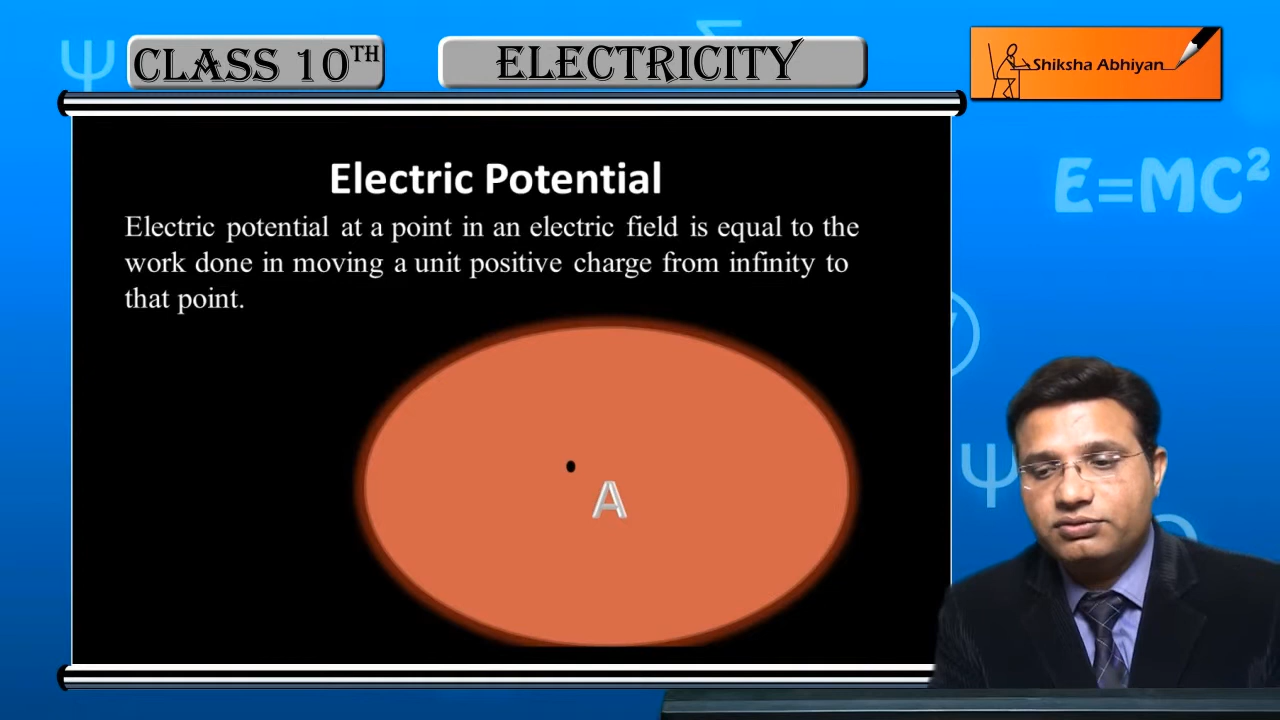 CLASS 10TH
ELECTRICITY
Shiksha Abhiyan
E=MC²
Electric Potential
Electric potential at a point in an electric field is equal to the
work done in moving a unit positive charge from infinity to
that point.
A
Ψ
Σ
Ψ